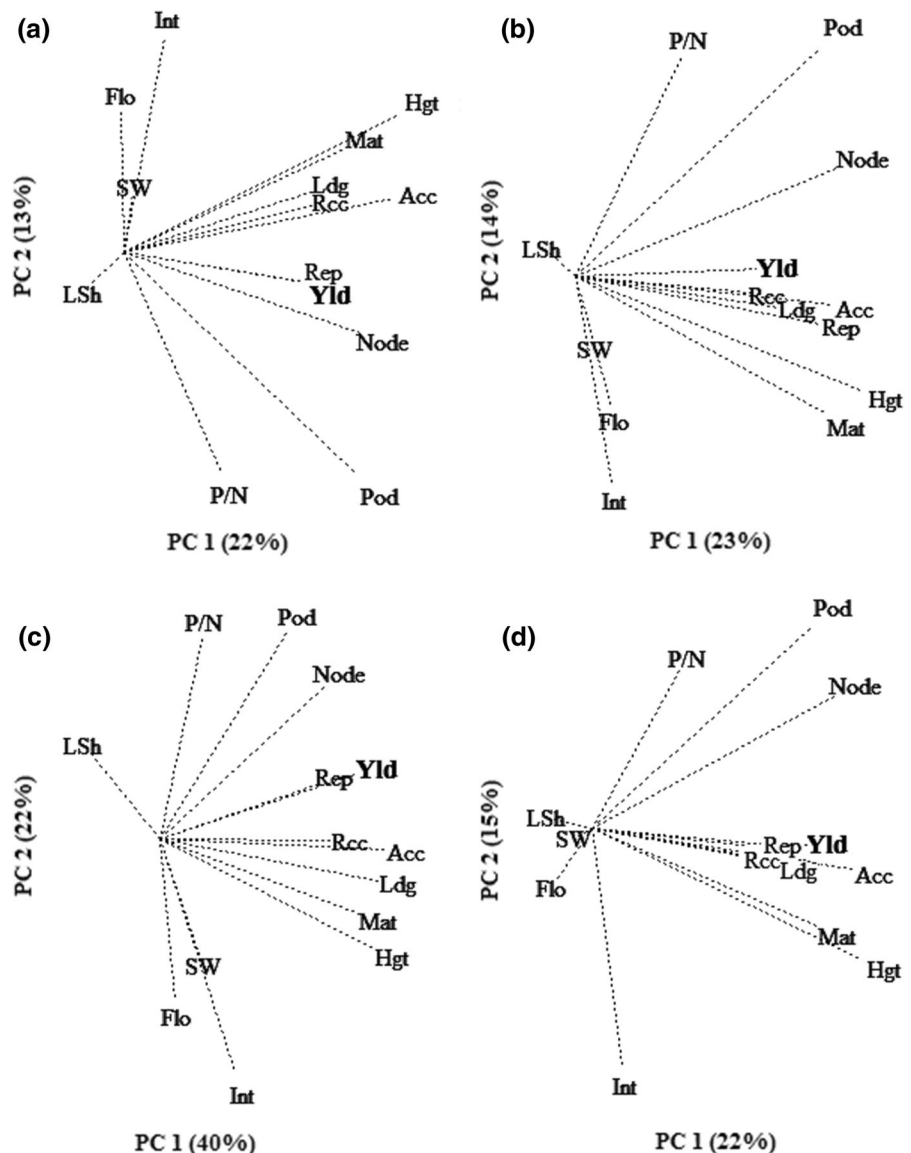 (a)
Int
Flo
Hgt
Mat
SW
Ldg
Rcc
Acc
LSh
Rep
Yld
Node
P/N
Pod
PC 2 (13%)
PC 1 (22%)
(b)
Pod
P/N
Node
LSh
Yld
Rcc
Ldg
Acc
Rep
SW
Hgt
Flo
Mat
Int
PC 2 (14%)
PC 1 (23%)
(c)
P/N
Pod
Node
LSh
Rep
Yld
Rcc
Acc
Ldg
Mat
Hgt
SW
Flo
Int
PC 2 (22%)
PC 1 (40%)
(d)
Pod
P/N
Node
LSh
SW
Rep
Yld
Rcc
Ldg
Acc
Flo
Mat
Hgt
Int
PC 2 (15%)
PC 1 (22%)